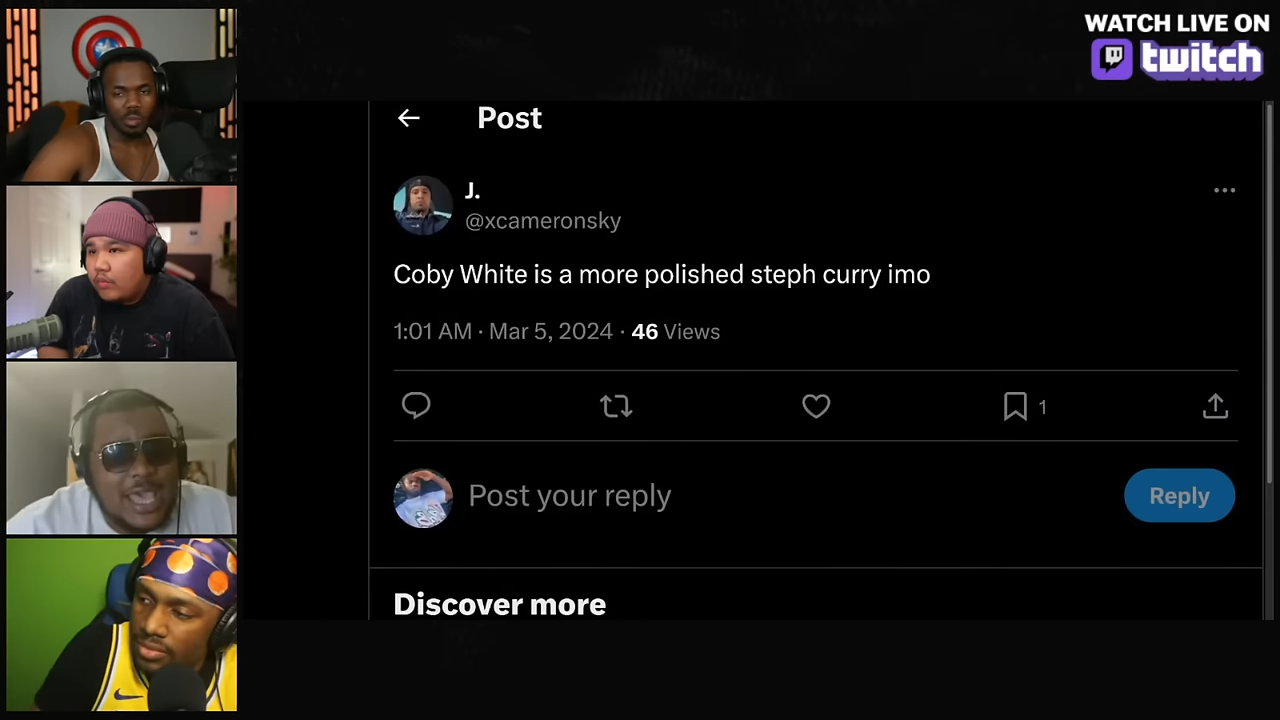 WATCH LIVE ON
twitch
Post
J.
@xcameronsky
Coby White is a more polished steph curry imo
1:01 AM · Mar 5, 2024 · 46 Views
1
Post your reply
Reply
Discover more